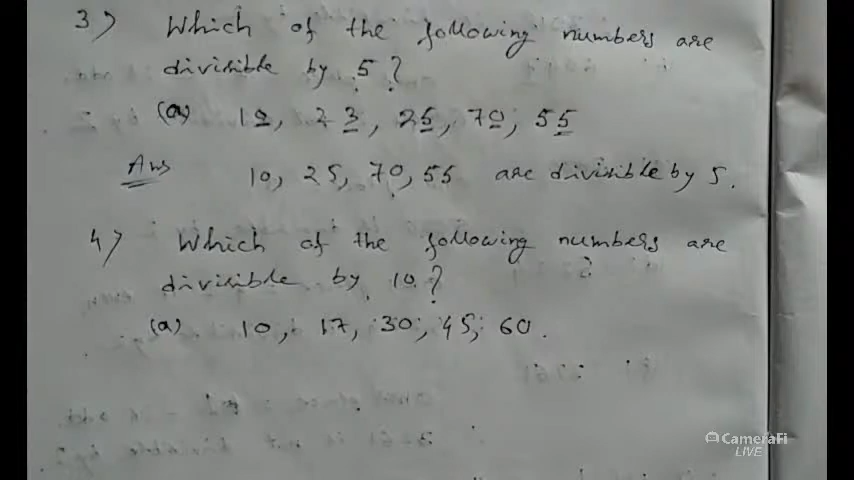 3) Which of the following numbers are
divisible by 5?
(a) 10, 23, 25, 70, 55
Ans 10, 25, 70, 55 are divisible by 5.
4) Which of the following numbers are
divisible by 10?
(a) 10, 17, 30, 45, 60.
CameraFi
LIVE